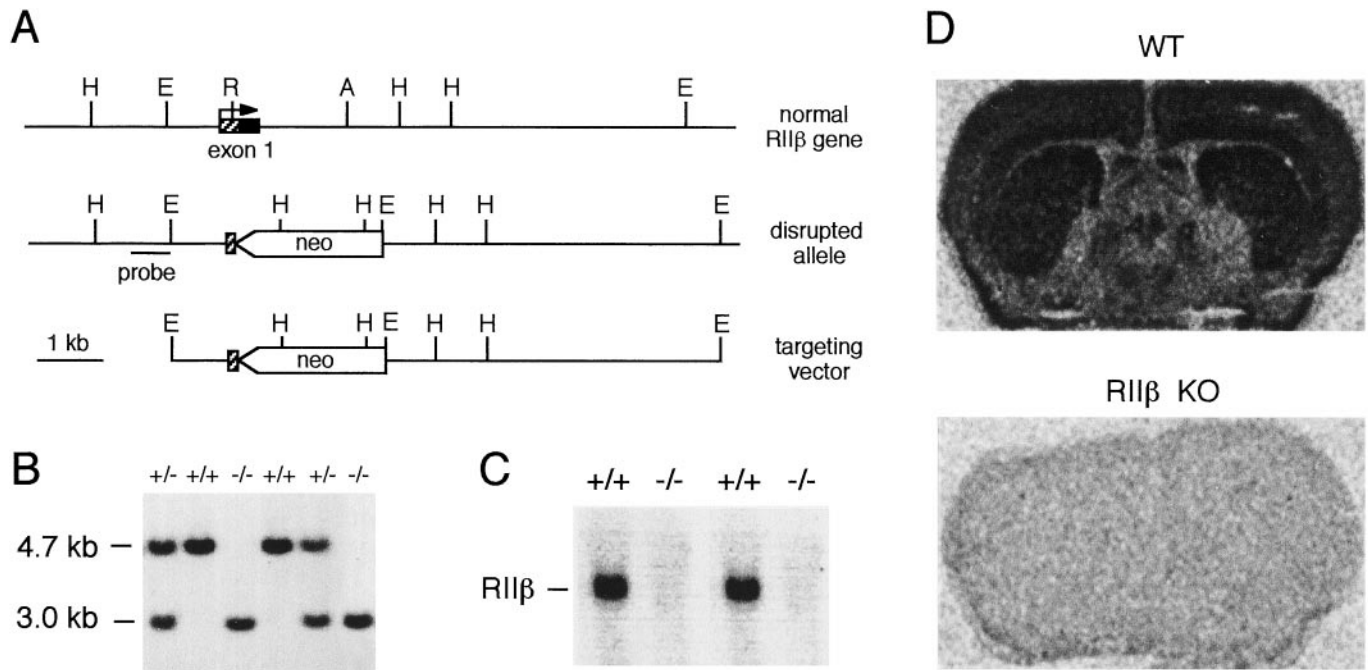 A
H E R A H H E
exon 1
normal
RIIβ gene
H E H H E H H E
neo
probe
disrupted
allele
E H H E H H E
neo
1 kb
targeting
vector
B
+/- +/+ -/- +/+ +/- -/-
4.7 kb
3.0 kb
C
+/+ -/- +/+ -/-
RIIβ
D
WT
RIIβ KO